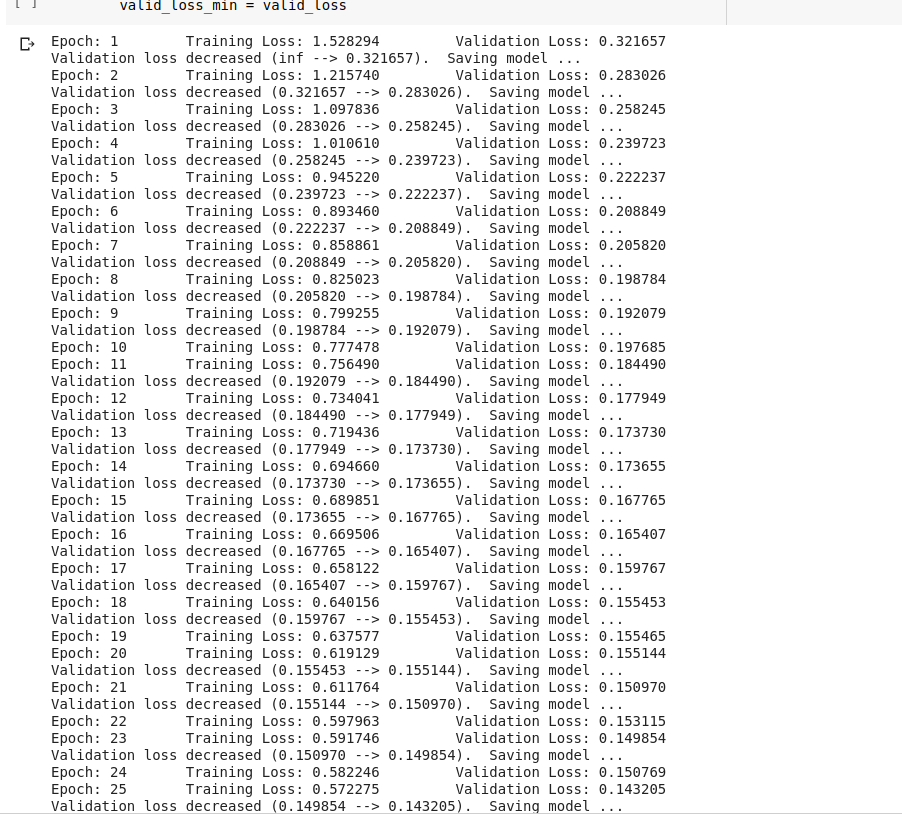 [ ] valid_loss_min = valid_loss
Epoch: 1 Training Loss: 1.528294 Validation Loss: 0.321657
Validation loss decreased (inf --> 0.321657). Saving model ...
Epoch: 2 Training Loss: 1.215740 Validation Loss: 0.283026
Validation loss decreased (0.321657 --> 0.283026). Saving model ...
Epoch: 3 Training Loss: 1.097836 Validation Loss: 0.258245
Validation loss decreased (0.283026 --> 0.258245). Saving model ...
Epoch: 4 Training Loss: 1.010610 Validation Loss: 0.239723
Validation loss decreased (0.258245 --> 0.239723). Saving model ...
Epoch: 5 Training Loss: 0.945220 Validation Loss: 0.222237
Validation loss decreased (0.239723 --> 0.222237). Saving model ...
Epoch: 6 Training Loss: 0.893460 Validation Loss: 0.208849
Validation loss decreased (0.222237 --> 0.208849). Saving model ...
Epoch: 7 Training Loss: 0.858861 Validation Loss: 0.205820
Validation loss decreased (0.208849 --> 0.205820). Saving model ...
Epoch: 8 Training Loss: 0.825023 Validation Loss: 0.198784
Validation loss decreased (0.205820 --> 0.198784). Saving model ...
Epoch: 9 Training Loss: 0.799255 Validation Loss: 0.192079
Validation loss decreased (0.198784 --> 0.192079). Saving model ...
Epoch: 10 Training Loss: 0.777478 Validation Loss: 0.197685
Epoch: 11 Training Loss: 0.756490 Validation Loss: 0.184490
Validation loss decreased (0.192079 --> 0.184490). Saving model ...
Epoch: 12 Training Loss: 0.734041 Validation Loss: 0.177949
Validation loss decreased (0.184490 --> 0.177949). Saving model ...
Epoch: 13 Training Loss: 0.719436 Validation Loss: 0.173730
Validation loss decreased (0.177949 --> 0.173730). Saving model ...
Epoch: 14 Training Loss: 0.694660 Validation Loss: 0.173655
Validation loss decreased (0.173730 --> 0.173655). Saving model ...
Epoch: 15 Training Loss: 0.689851 Validation Loss: 0.167765
Validation loss decreased (0.173655 --> 0.167765). Saving model ...
Epoch: 16 Training Loss: 0.669506 Validation Loss: 0.165407
Validation loss decreased (0.167765 --> 0.165407). Saving model ...
Epoch: 17 Training Loss: 0.658122 Validation Loss: 0.159767
Validation loss decreased (0.165407 --> 0.159767). Saving model ...
Epoch: 18 Training Loss: 0.640156 Validation Loss: 0.155453
Validation loss decreased (0.159767 --> 0.155453). Saving model ...
Epoch: 19 Training Loss: 0.637577 Validation Loss: 0.155465
Epoch: 20 Training Loss: 0.619129 Validation Loss: 0.155144
Validation loss decreased (0.155453 --> 0.155144). Saving model ...
Epoch: 21 Training Loss: 0.611764 Validation Loss: 0.150970
Validation loss decreased (0.155144 --> 0.150970). Saving model ...
Epoch: 22 Training Loss: 0.597963 Validation Loss: 0.153115
Epoch: 23 Training Loss: 0.591746 Validation Loss: 0.149854
Validation loss decreased (0.150970 --> 0.149854). Saving model ...
Epoch: 24 Training Loss: 0.582246 Validation Loss: 0.150769
Epoch: 25 Training Loss: 0.572275 Validation Loss: 0.143205
Validation loss decreased (0.149854 --> 0.143205). Saving model ...